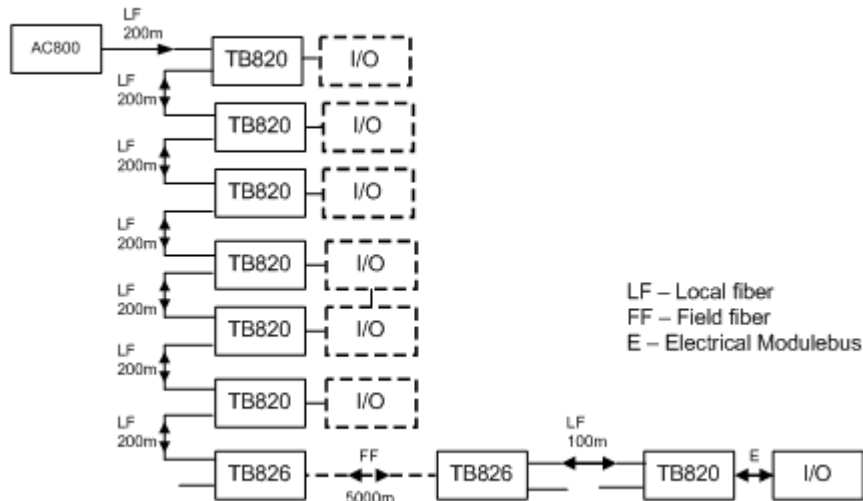 LF
200m
AC800
TB820
I/O
LF
200m
TB820
I/O
LF
200m
TB820
I/O
LF
200m
TB820
I/O
LF
200m
TB820
I/O
LF
200m
TB820
I/O
LF
200m
TB826
FF
5000m
TB826
LF
100m
TB820
E
I/O
LF – Local fiber
FF – Field fiber
E – Electrical Modulebus